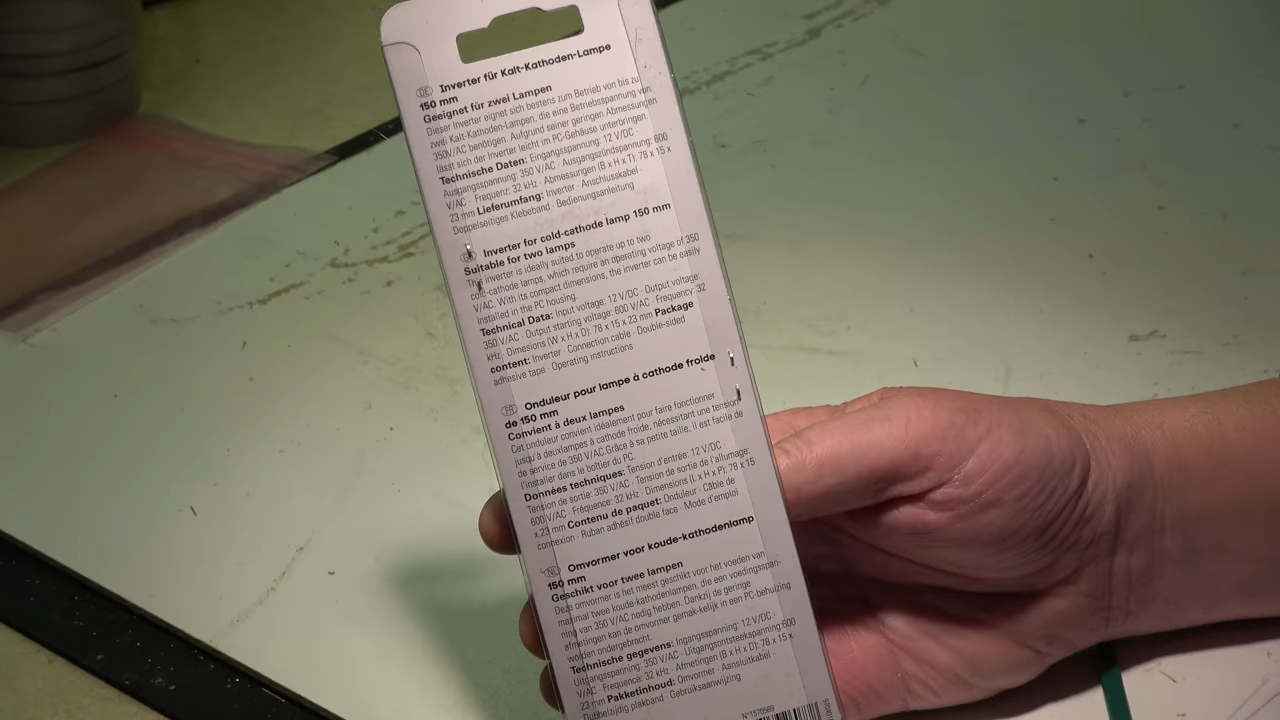 DE Inverter für Kalt-Kathoden-Lampe
150 mm
Geeignet für zwei Lampen
Dieser Inverter eignet sich bestens zum Betrieb von bis zu
zwei Kalt-Kathoden-Lampen, die eine Betriebsspannung von
350V/AC benötigen. Aufgrund seiner geringen Abmessungen
lässt sich der Inverter leicht im PC-Gehäuse unterbringen.
Technische Daten: Eingangsspannung: 12 V/DC ·
Ausgangsspannung: 350 V/AC · Ausgangszündspannung: 600
V/AC · Frequenz: 32 kHz · Abmessungen (B x H x T): 78 x 15 x
23 mm Lieferumfang: Inverter · Anschlusskabel ·
Doppelseitiges Klebeband · Bedienungsanleitung
Inverter for cold-cathode lamp 150 mm
Suitable for two lamps
This inverter is ideally suited to operate up to two
cold-cathode lamps, which require an operating voltage of 350
V/AC. With its compact dimensions, the inverter can be easily
installed in the PC housing
Technical Data: Input voltage: 12 V/DC · Output voltage:
350 V/AC · Output starting voltage: 600 V/AC · Frequency: 32
kHz · Dimesions (W x H x D): 78 x 15 x 23 mm Package
content: Inverter · Connection cable · Double-sided
adhesive tape · Operating instructions
FR Onduleur pour lampe à cathode froide
de 150 mm
Convient à deux lampes
Cet onduleur convient idéalement pour faire fonctionner
jusqu'à deuxlampes à cathode froide, nécessitant une tension
de service de 350 V/AC.Grâce à sa petite taille, il est facile de
l'installer dans le boîtier du PC.
Données techniques: Tension d'entrée: 12 V/DC ·
Tension de sortie: 350 V/AC · Tension de sortie de l'allumage:
600 V/AC · Fréquence: 32 kHz · Dimensions (L x H x P): 78 x 15
x 23 mm Contenu de paquet: Onduleur · Câble de
connexion · Ruban adhésif double face · Mode d'emploi
NL Omvormer voor koude-kathodenlamp
150 mm
Geschikt voor twee lampen
Deze omvormer is het meest geschikt voor het voeden van
maximal twee koude-kathodenlampen, die een voedingsspan-
ning van 350 V/AC nodig hebben. Dankzij de geringe
afmetingen kan de omvormer gemak-kelijk in een PC-behuizing
worden ondergebracht.
Technische gegevens: Ingangsspanning: 12 V/DC ·
Uitgangsspanning: 350 V/AC · Uitgangsontsteekspanning:600
V/AC · Frequence: 32 kHz · Afmetingen (B x H x D): 78 x 15 x
23 mm Pakketinhoud: Omvormer · Aansluitkabel ·
Dubbelzijdig plakband · Gebruiksaanwijzing
N°1570569